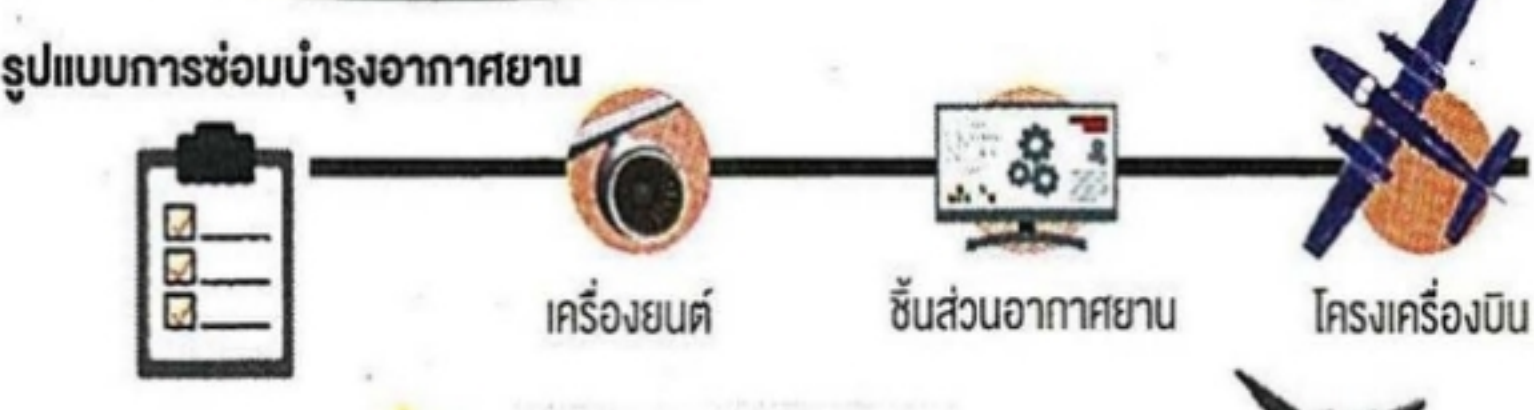 รูปแบบการซ่อมบำรุงอากาศยาน
เครื่องยนต์
ชิ้นส่วนอากาศยาน
โครงเครื่องบิน